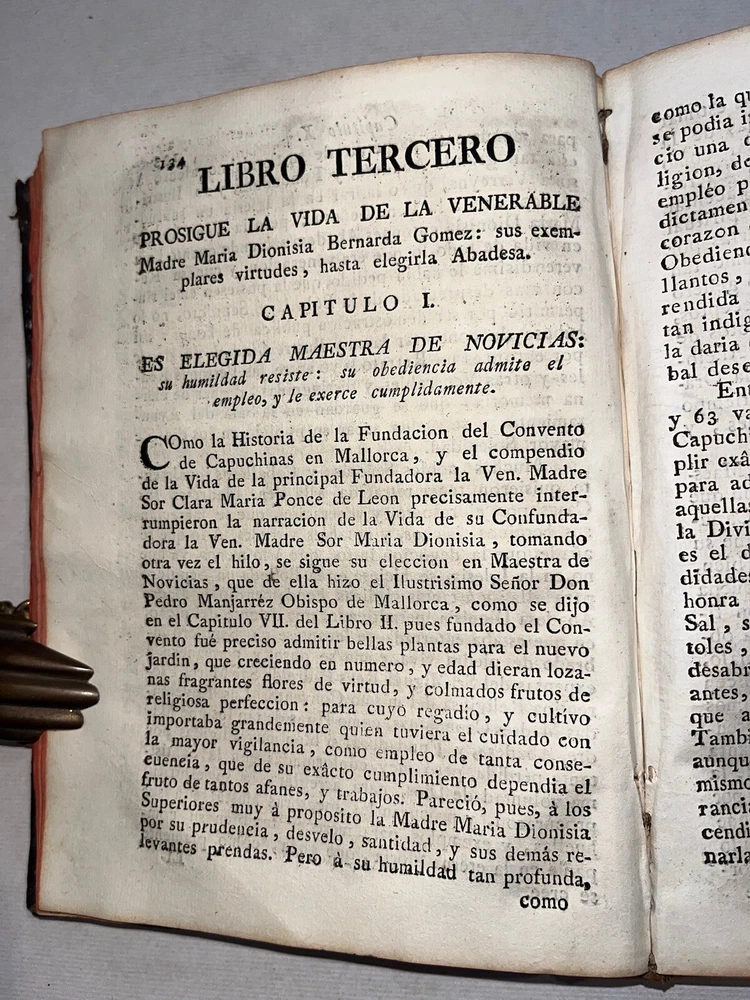 134
LIBRO TERCERO
PROSIGUE LA VIDA DE LA VENERABLE
Madre Maria Dionisia Bernarda Gomez: sus exem-
plares virtudes, hasta elegirla Abadesa.
CAPITULO I.
ES ELEGIDA MAESTRA DE NOVICIAS:
su humildad resiste: su obediencia admite el
empleo, y le exerce cumplidamente.
COmo la Historia de la Fundacion del Convento
de Capuchinas en Mallorca, y el compendio
de la Vida de la principal Fundadora la Ven. Madre
Sor Clara Maria Ponce de Leon precisamente inter-
rumpieron la narracion de la Vida de su Confunda-
dora la Ven. Madre Sor Maria Dionisia, tomando
otra vez el hilo, se sigue su eleccion en Maestra de
Novicias, que de ella hizo el Ilustrisimo Señor Don
Pedro Manjarréz Obispo de Mallorca, como se dijo
en el Capitulo VII. del Libro II. pues fundado el Con-
vento fué preciso admitir bellas plantas para el nuevo
jardin, que creciendo en numero, y edad dieran loza-
nas fragrantes flores de virtud, y colmados frutos de
religiosa perfeccion: para cuyo regadío, y cultívo
importaba grandemente quien tuviera el cuidado con
la mayor vigilancia, como empleo de tanta conse-
cuencia, que de su exâcto cumplimiento dependia el
fruto de tantos afanes, y trabajos. Pareció, pues, à los
Superiores muy à proposito la Madre Maria Dionisia
por su prudencia, desvelo, santidad, y sus demás re-
levantes prendas. Pero à su humildad tan profunda,
como
como la qu
se podia i
cio una
ligion, de
empléo p
dictamen
corazon
Obedienc
llantos,
rendida
tan indig
la daria
bal dese
Ent
y 63 va
Capuchi
plir exâ
para ad
aquellas
la Divi
es el d
didades
honra
Sal, s
toles,
desabr
antes,
que a
Tambi
aunqu
mismo
rancia
cendi
narla